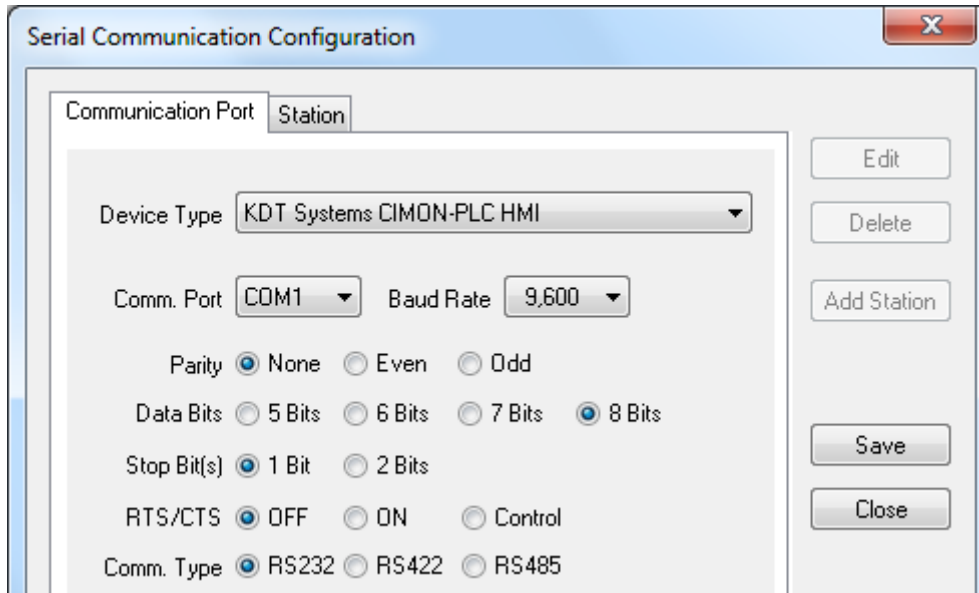 Serial Communication Configuration
Communication Port Station
Edit
Device Type KDT Systems CIMON-PLC HMI
Delete
Comm. Port COM1 Baud Rate 9,600
Add Station
Parity None Even Odd
Data Bits 5 Bits 6 Bits 7 Bits 8 Bits
Save
Stop Bit(s) 1 Bit 2 Bits
RTS/CTS OFF ON Control
Close
Comm. Type RS232 RS422 RS485